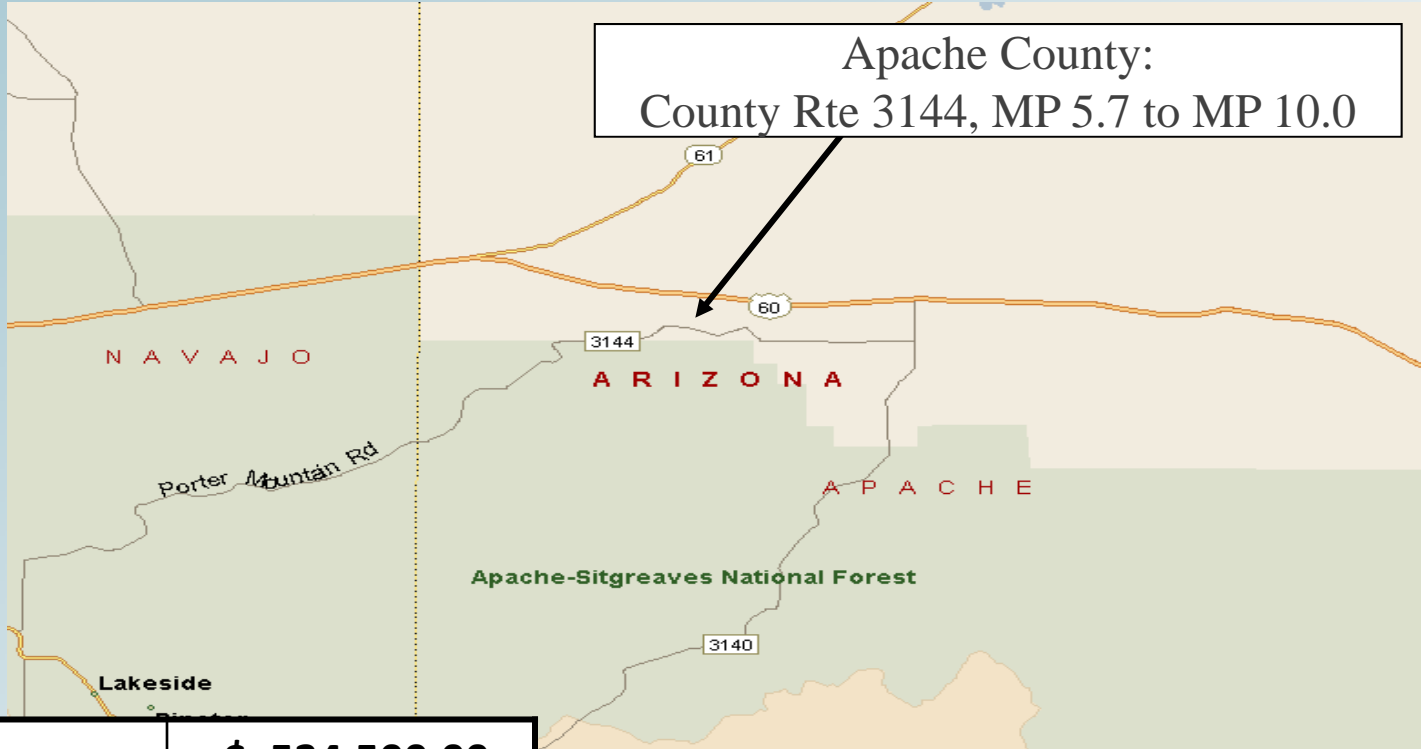 Apache County:
County Rte 3144, MP 5.7 to MP 10.0
61
60
3144
NAVAJO
ARIZONA
Porter Mountain Rd
APACHE
Apache-Sitgreaves National Forest
3140
Lakeside